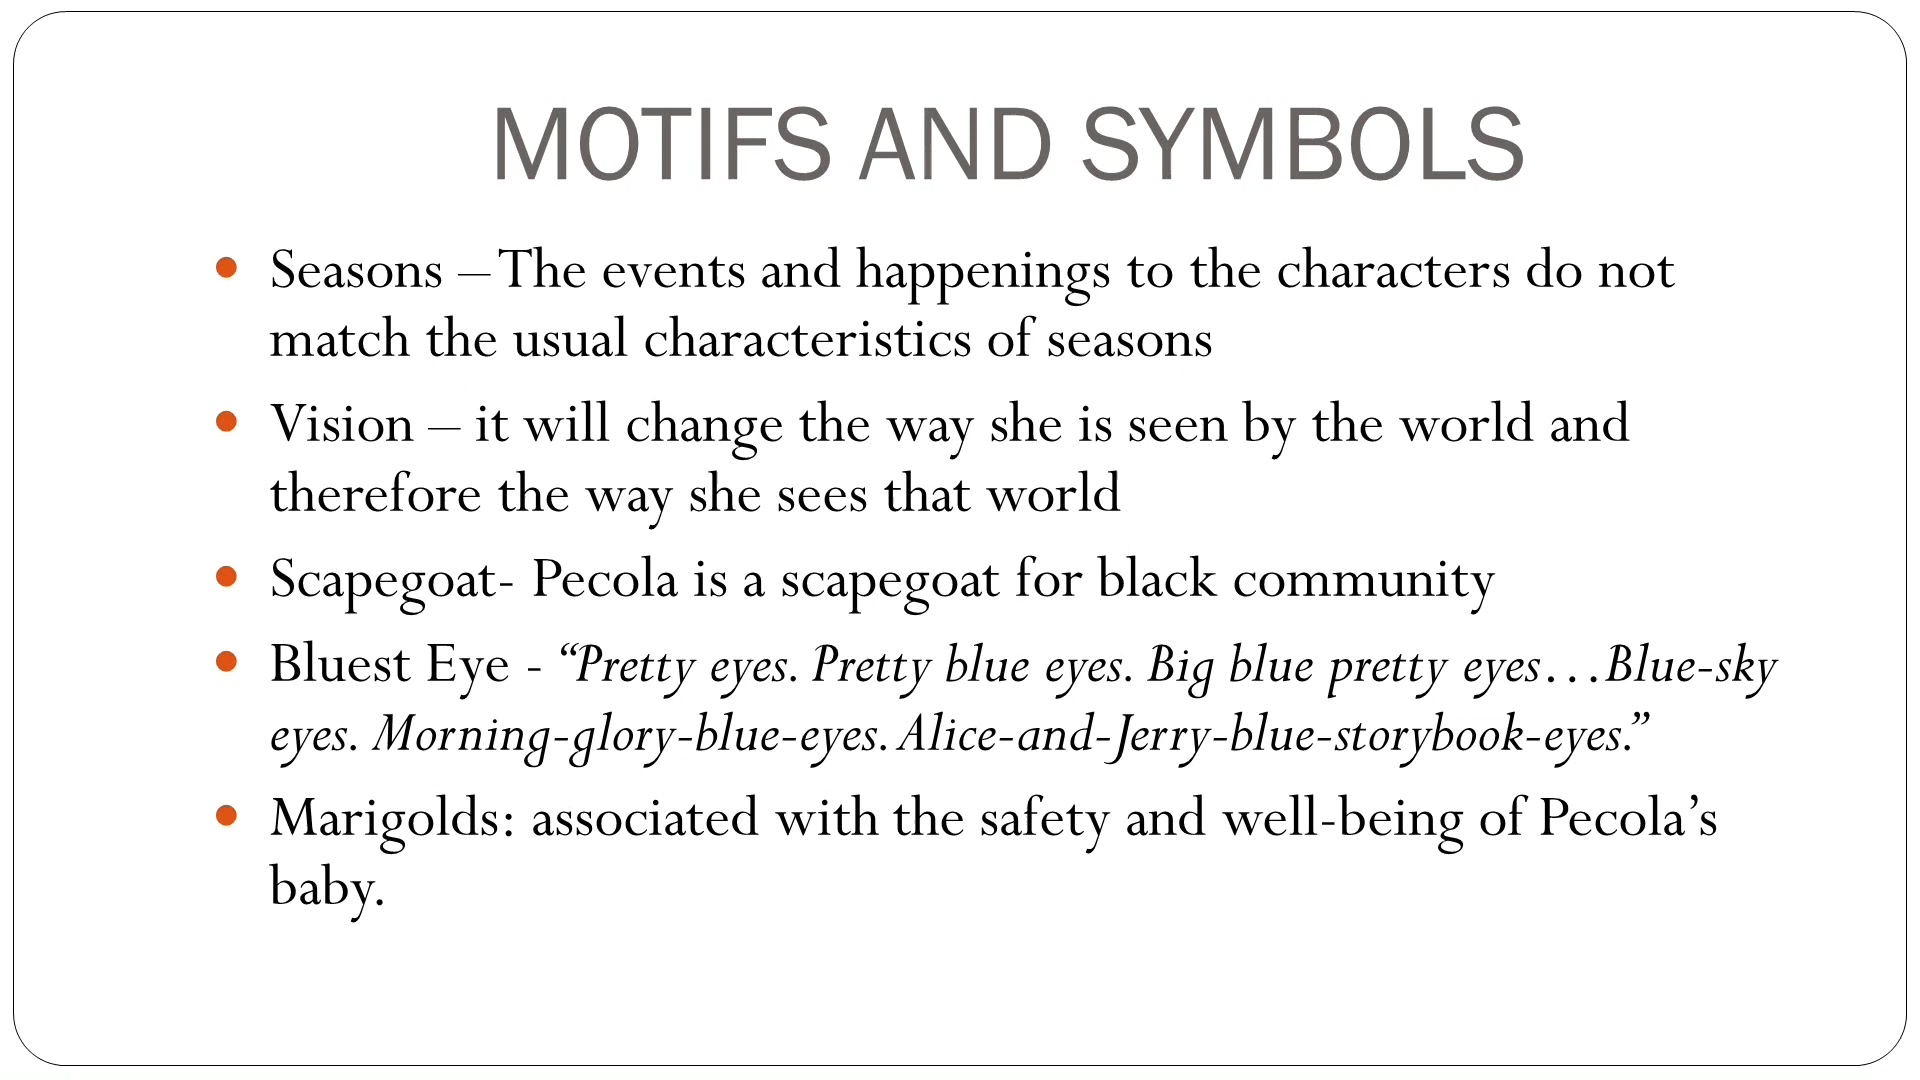 MOTIFS AND SYMBOLS
Seasons – The events and happenings to the characters do not
match the usual characteristics of seasons
Vision – it will change the way she is seen by the world and
therefore the way she sees that world
Scapegoat- Pecola is a scapegoat for black community
Bluest Eye - “Pretty eyes. Pretty blue eyes. Big blue pretty eyes…Blue-sky
eyes. Morning-glory-blue-eyes. Alice-and-Jerry-blue-storybook-eyes.”
Marigolds: associated with the safety and well-being of Pecola’s
baby.